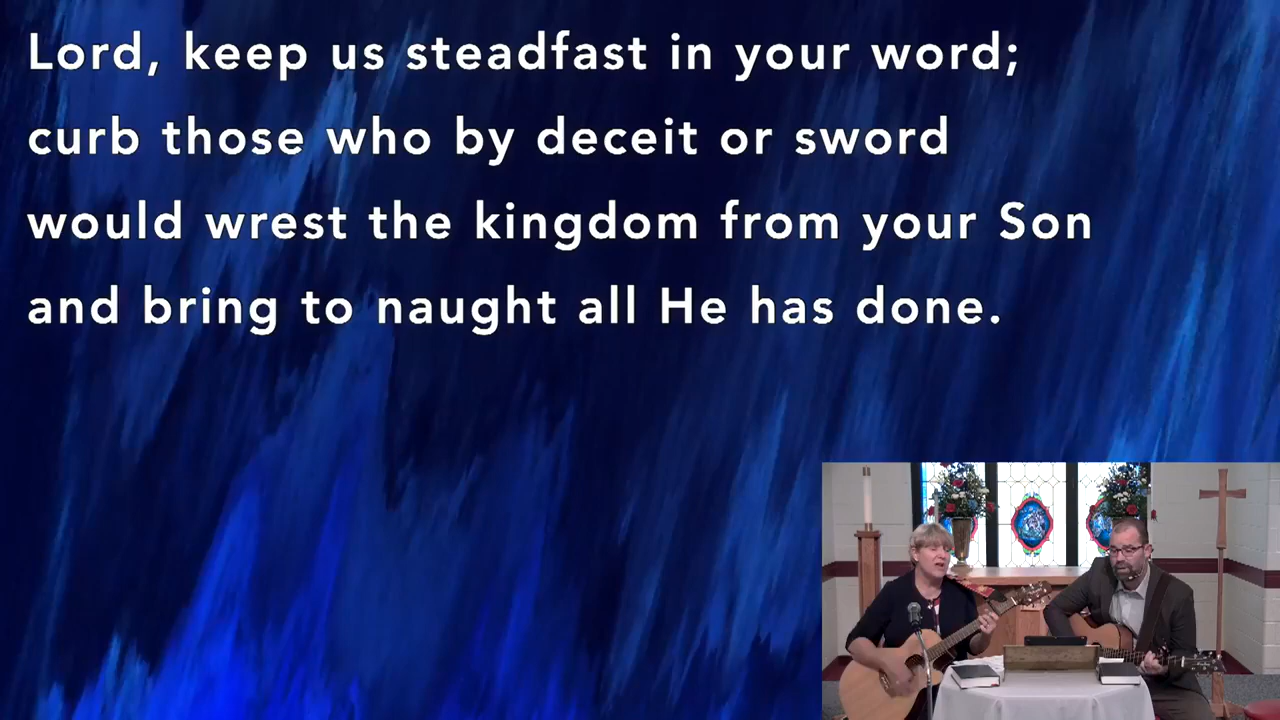 Lord, keep us steadfast in your word;
curb those who by deceit or sword
would wrest the kingdom from your Son
and bring to naught all He has done.